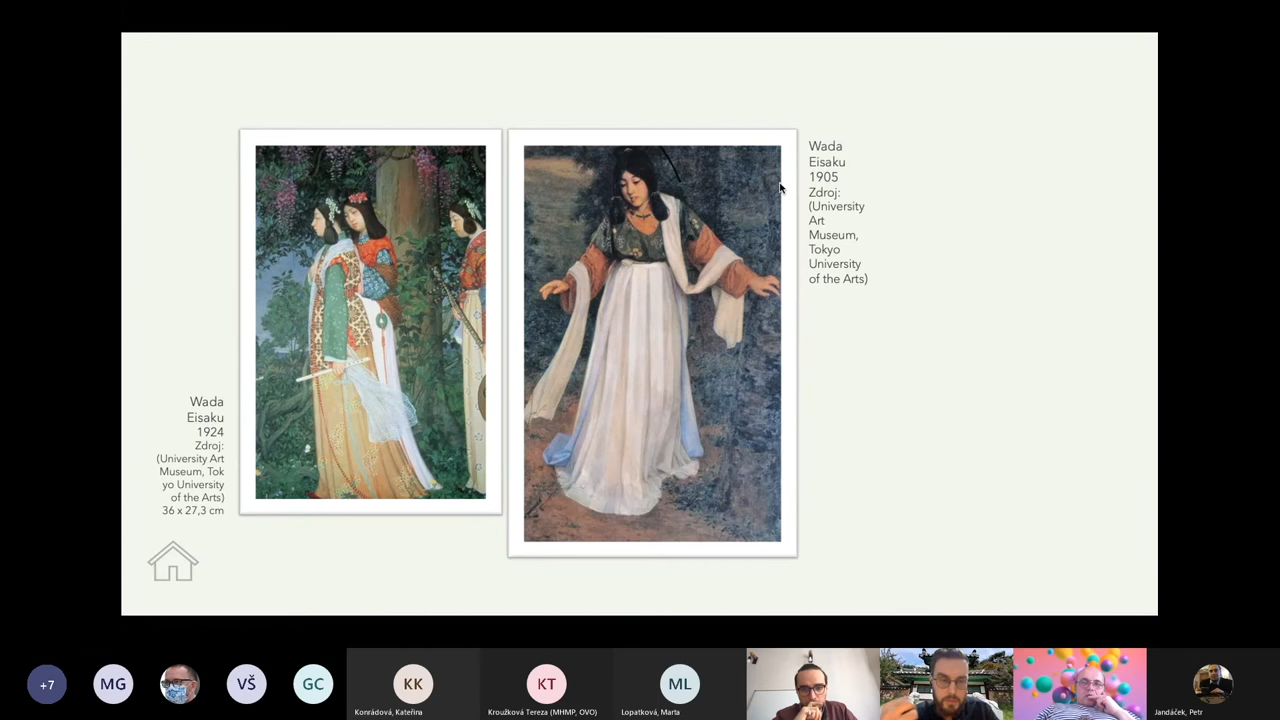 Wada
Eisaku
1924
Zdroj:
(University Art
Museum, Tok
yo University
of the Arts)
36 x 27,3 cm
Wada
Eisaku
1905
Zdroj:
(University
Art
Museum,
Tokyo
University
of the Arts)
+7
MG
VŠ
GC
KK
Konrádová, Kateřina
KT
Kroužková Tereza (MHMP, OVO)
ML
Lopatková, Marta
Jandáček, Petr